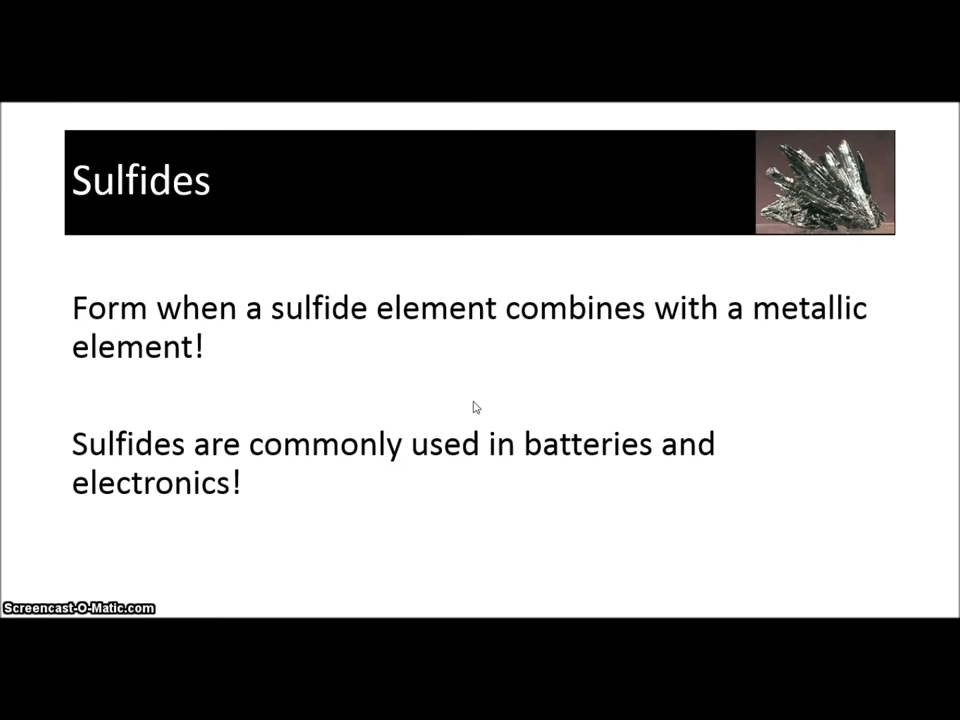 Sulfides
Form when a sulfide element combines with a metallic
element!
Sulfides are commonly used in batteries and
electronics!
Screencast-O-Matic.com